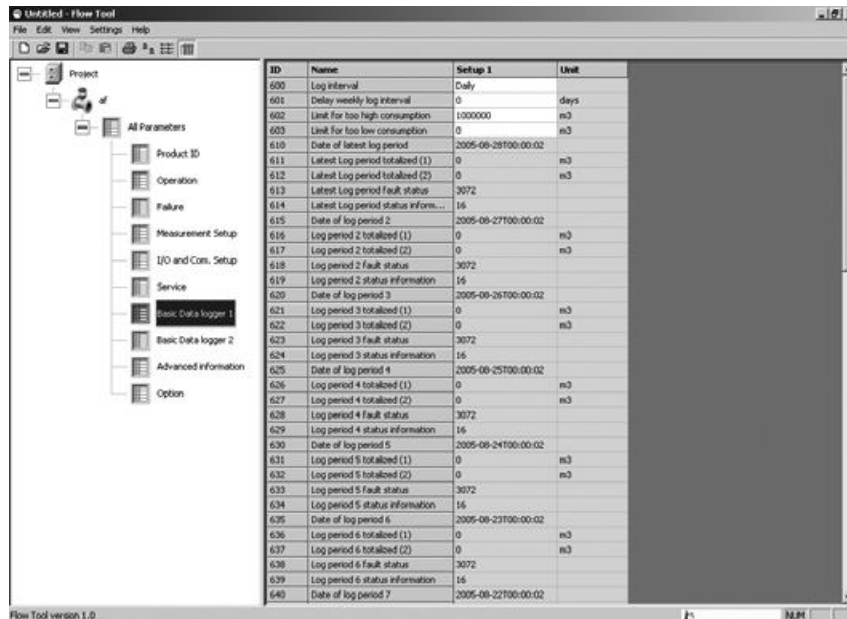 Untitled - Flow Tool
File Edit View Settings Help
Project
af
All Parameters
Product ID
Operation
Failure
Measurement Setup
I/O and Com. Setup
Service
Basic Data logger 1
Basic Data logger 2
Advanced information
Option
ID Name Setup 1 Unit
600 Log interval Daily
601 Delay weekly log interval 0 days
602 Limit for too high consumption 1000000 m3
603 Limit for too low consumption 0 m3
610 Date of latest log period 2005-08-28T00:00:02
611 Latest Log period totalized (1) 0 m3
612 Latest Log period totalized (2) 0 m3
613 Latest Log period fault status 3072
614 Latest Log period status inform... 16
615 Date of log period 2 2005-08-27T00:00:02
616 Log period 2 totalized (1) 0 m3
617 Log period 2 totalized (2) 0 m3
618 Log period 2 fault status 3072
619 Log period 2 status information 16
620 Date of log period 3 2005-08-26T00:00:02
621 Log period 3 totalized (1) 0 m3
622 Log period 3 totalized (2) 0 m3
623 Log period 3 fault status 3072
624 Log period 3 status information 16
625 Date of log period 4 2005-08-25T00:00:02
626 Log period 4 totalized (1) 0 m3
627 Log period 4 totalized (2) 0 m3
628 Log period 4 fault status 3072
629 Log period 4 status information 16
630 Date of log period 5 2005-08-24T00:00:02
631 Log period 5 totalized (1) 0 m3
632 Log period 5 totalized (2) 0 m3
633 Log period 5 fault status 3072
634 Log period 5 status information 16
635 Date of log period 6 2005-08-23T00:00:02
636 Log period 6 totalized (1) 0 m3
637 Log period 6 totalized (2) 0 m3
638 Log period 6 fault status 3072
639 Log period 6 status information 16
640 Date of log period 7 2005-08-22T00:00:02
Flow Tool version 1.0 NUM